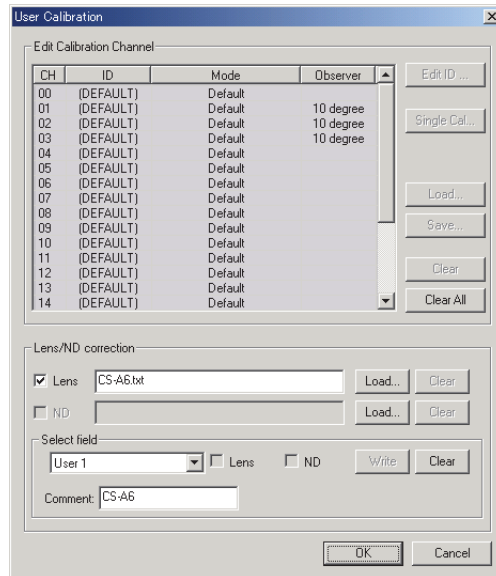 User Calibration
Edit Calibration Channel
CH ID Mode Observer
00 (DEFAULT) Default
01 (DEFAULT) Default 10 degree
02 (DEFAULT) Default 10 degree
03 (DEFAULT) Default 10 degree
04 (DEFAULT) Default
05 (DEFAULT) Default
06 (DEFAULT) Default
07 (DEFAULT) Default
08 (DEFAULT) Default
09 (DEFAULT) Default
10 (DEFAULT) Default
11 (DEFAULT) Default
12 (DEFAULT) Default
13 (DEFAULT) Default
14 (DEFAULT) Default
Edit ID ...
Single Cal...
Load...
Save...
Clear
Clear All
Lens/ND correction
Lens CS-A6.txt Load... Clear
ND Load... Clear
Select field
User 1 Lens ND Write Clear
Comment: CS-A6
OK Cancel